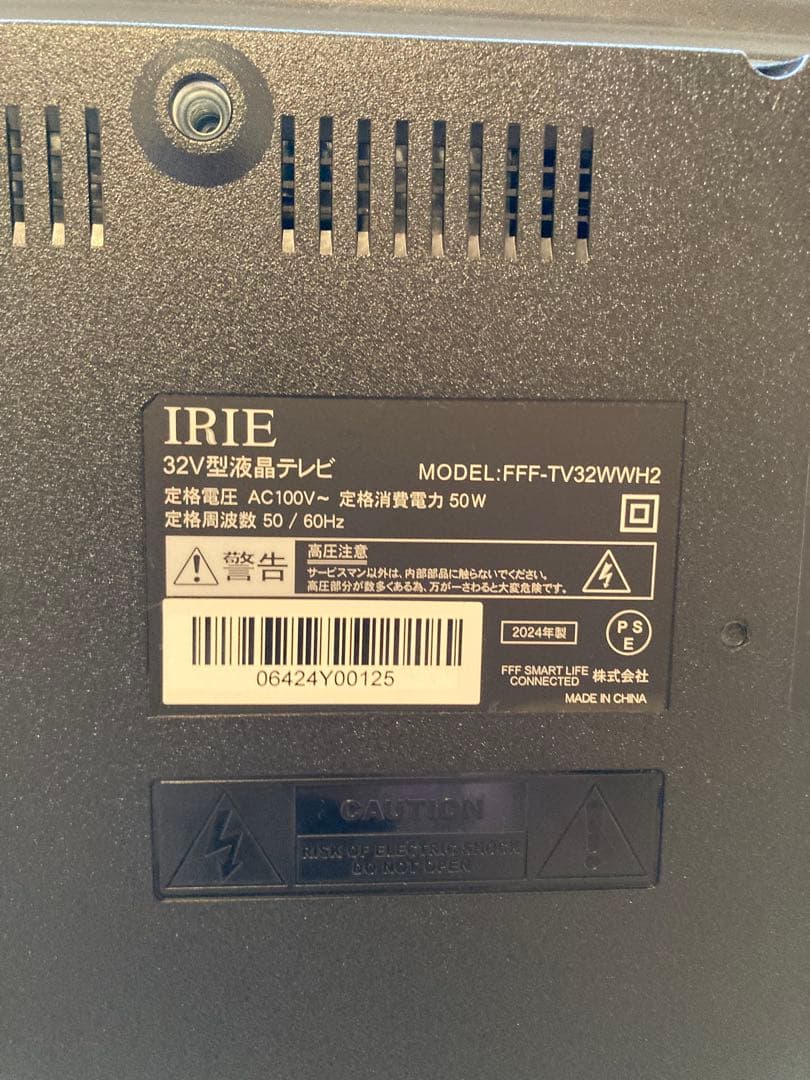 IRIE
32V型液晶テレビ MODEL:FFF-TV32WWH2
定格電圧 AC100V~ 定格消費電力 50W
定格周波数 50 / 60Hz
警告
高圧注意
サービスマン以外は、内部部品に触らないでください。
高圧部分が数多くある為、万が一さわると大変危険です。
06424Y00125
2024年製
PSE
FFF SMART LIFE CONNECTED 株式会社
MADE IN CHINA
CAUTION
RISK OF ELECTRIC SHOCK
DO NOT OPEN